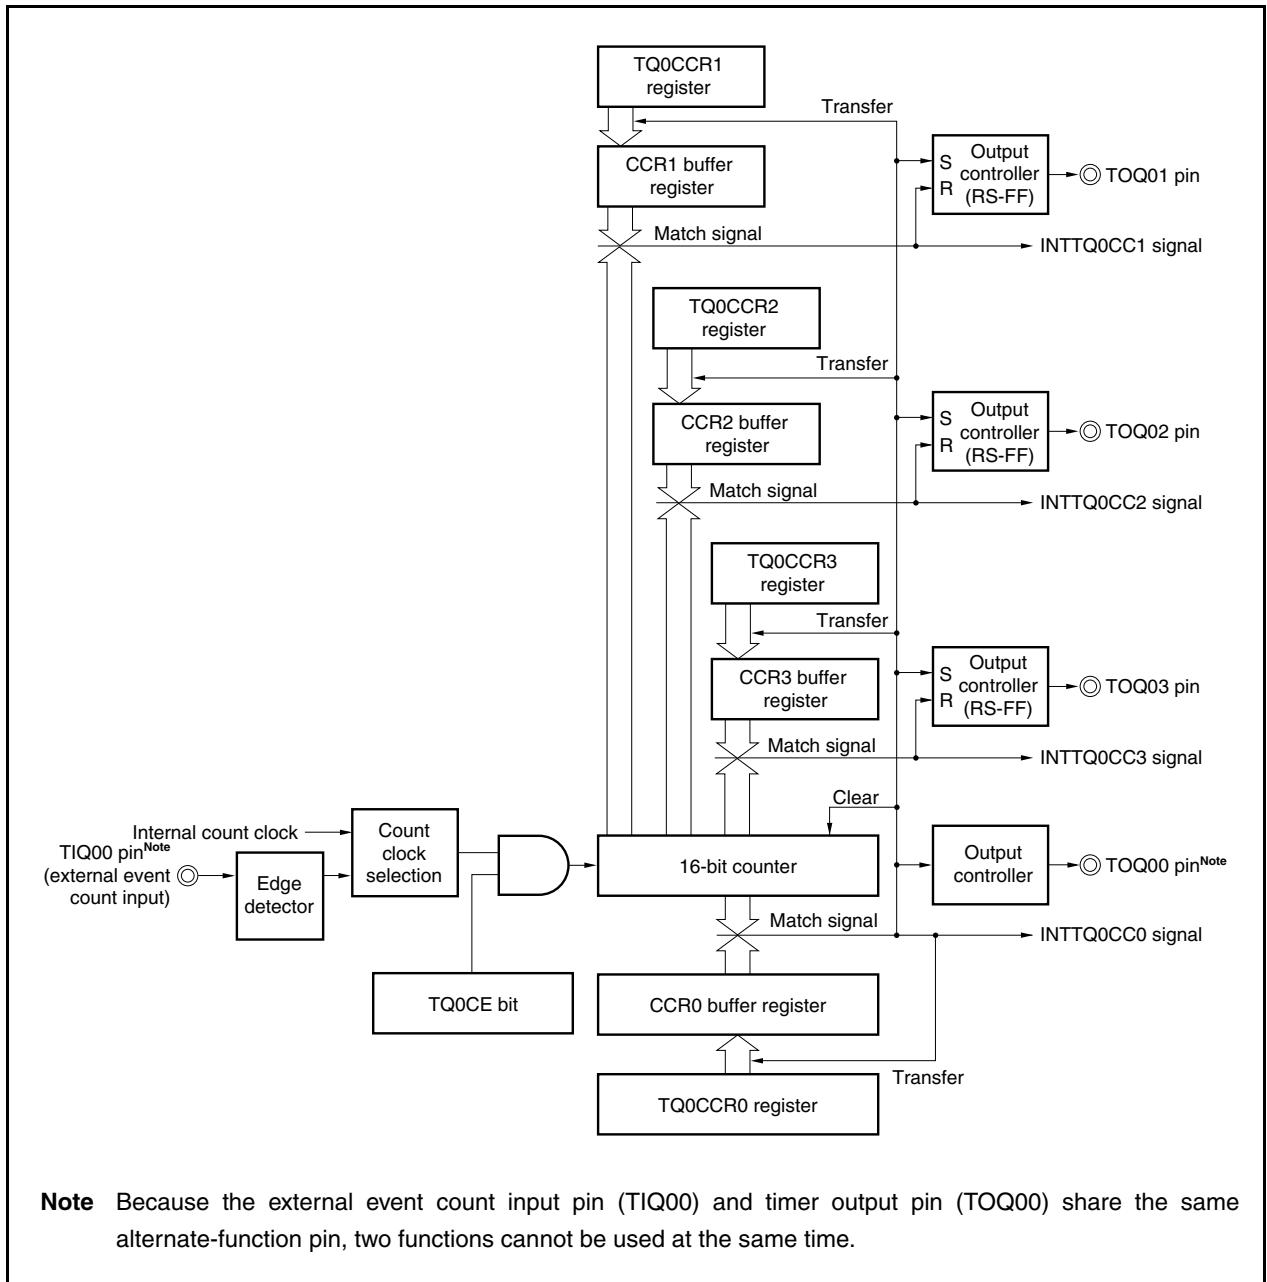 TQ0CCR1
register
Transfer
CCR1 buffer
register
S
R
Output
controller
(RS-FF)
TOQ01 pin
Match signal
INTTQ0CC1 signal
TQ0CCR2
register
Transfer
CCR2 buffer
register
S
R
Output
controller
(RS-FF)
TOQ02 pin
Match signal
INTTQ0CC2 signal
TQ0CCR3
register
Transfer
CCR3 buffer
register
S
R
Output
controller
(RS-FF)
TOQ03 pin
Match signal
INTTQ0CC3 signal
Clear
Internal count clock
TIQ00 pinNote
(external event
count input)
Edge
detector
Count
clock
selection
16-bit counter
Output
controller
TOQ00 pinNote
Match signal
INTTQ0CC0 signal
TQ0CE bit
CCR0 buffer register
Transfer
TQ0CCR0 register
Note Because the external event count input pin (TIQ00) and timer output pin (TOQ00) share the same
alternate-function pin, two functions cannot be used at the same time.